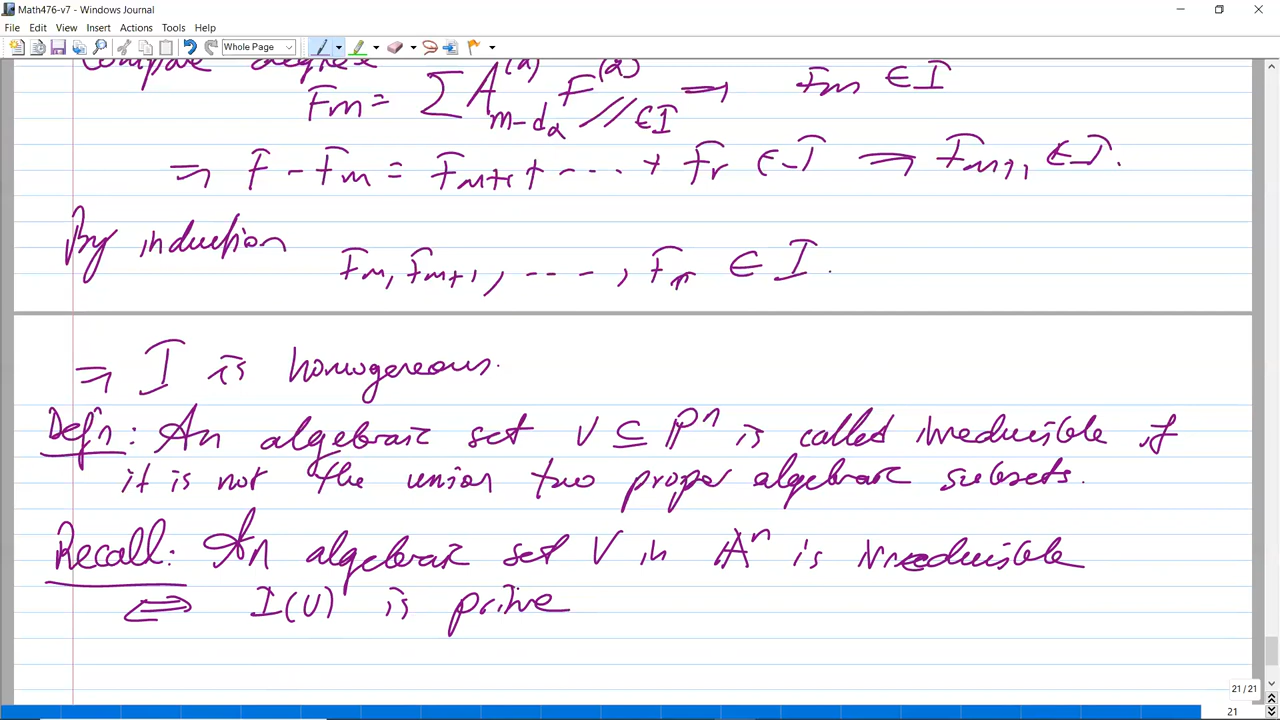 Math476-v7 - Windows Journal
File Edit View Insert Actions Tools Help
Whole Page
Compare degrees
Fm = ∑ A^(α)_{m-dα} F^(α) ∈ I ⟹ Fm ∈ I
⟹ F - Fm = Fm+1 + ... + Fr ∈ I ⟹ Fm+1 ∈ I.
By induction Fm, Fm+1, ...., Fr ∈ I.
⟹ I is homogeneous.
Defn: An algebraic set V ⊆ Pⁿ is called irreducible if
it is not the union two proper algebraic subsets.
Recall: An algebraic set V in Aⁿ is irreducible
⟺ I(V) is prime
21 / 21
21